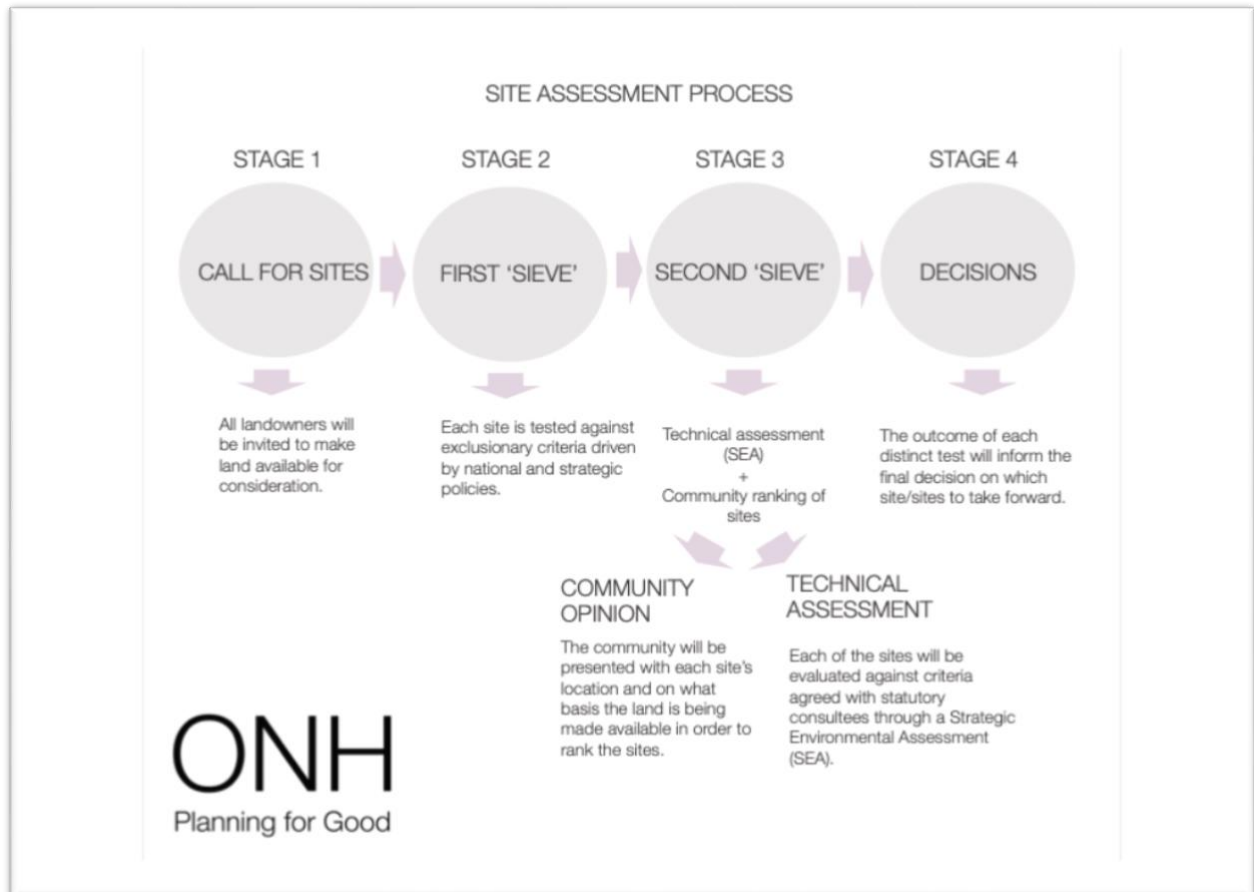 SITE ASSESSMENT PROCESS
STAGE 1
STAGE 2
STAGE 3
STAGE 4
CALL FOR SITES
FIRST ‘SIEVE’
SECOND ‘SIEVE’
DECISIONS
All landowners will
be invited to make
land available for
consideration.
Each site is tested against
exclusionary criteria driven
by national and strategic
policies.
Technical assessment
(SEA)
+
Community ranking of
sites
The outcome of each
distinct test will inform the
final decision on which
site/sites to take forward.
COMMUNITY
OPINION
The community will be
presented with each site’s
location and on what
basis the land is being
made available in order to
rank the sites.
TECHNICAL
ASSESSMENT
Each of the sites will be
evaluated against criteria
agreed with statutory
consultees through a Strategic
Environmental Assessment
(SEA).
ONH
Planning for Good